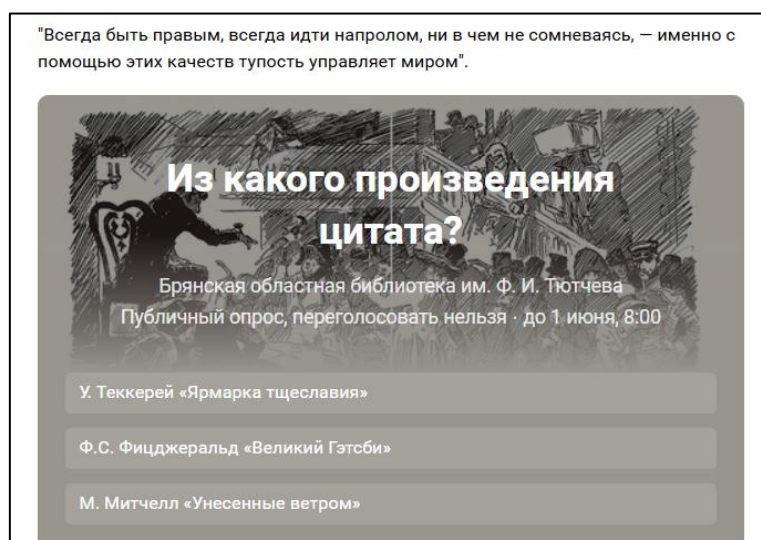 "Всегда быть правым, всегда идти напролом, ни в чем не сомневаясь, — именно с
помощью этих качеств тупость управляет миром".
Из какого произведения
цитата?
Брянская областная библиотека им. Ф. И. Тютчева
Публичный опрос, переголосовать нельзя · до 1 июня, 8:00
У. Теккерей «Ярмарка тщеславия»
Ф.С. Фицджеральд «Великий Гэтсби»
М. Митчелл «Унесенные ветром»